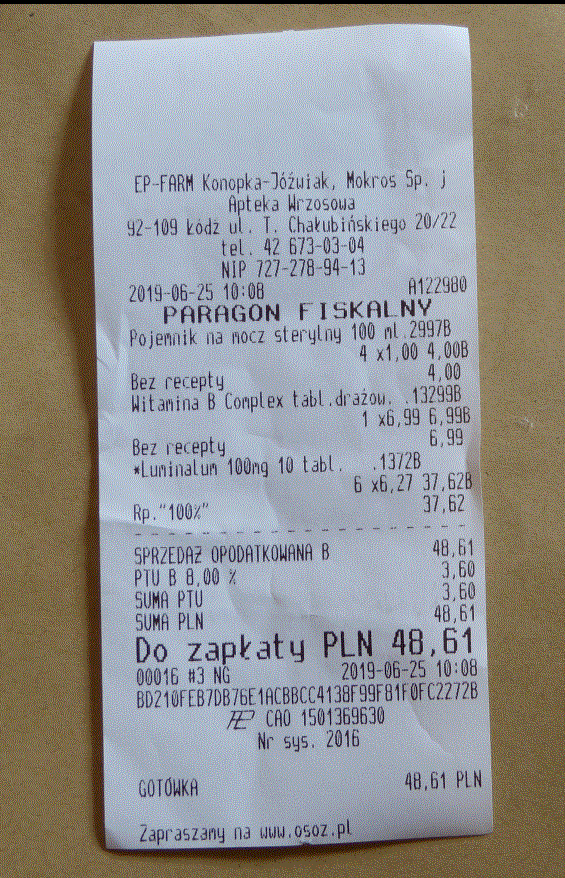 EP-FARM Konopka-Jóźwiak, Mokros Sp. j
Apteka Wrzosowa
92-109 Łódź ul. T. Chałubińskiego 20/22
tel. 42 673-03-04
NIP 727-278-94-13
2019-06-25 10:08 A122980
PARAGON FISKALNY
Pojemnik na mocz sterylny 100 ml.2997B
4 x1,00 4,00B
Bez recepty 4,00
Witamina B Complex tabl.drażow. .13299B
1 x6,99 6,99B
Bez recepty 6,99
*Luminalum 100mg 10 tabl. .1372B
6 x6,27 37,62B
Rp."100%" 37,62
SPRZEDAŻ OPODATKOWANA B 48,61
PTU B 8,00 % 3,60
SUMA PTU 3,60
SUMA PLN 48,61
Do zapłaty PLN 48,61
00016 #3 NG 2019-06-25 10:08
BD210FEB7DB76E1ACBBCC4138F99F81F0FC2272B
CAO 1501369630
Nr sys. 2016
GOTÓWKA 48,61 PLN
Zapraszamy na www.osoz.pl